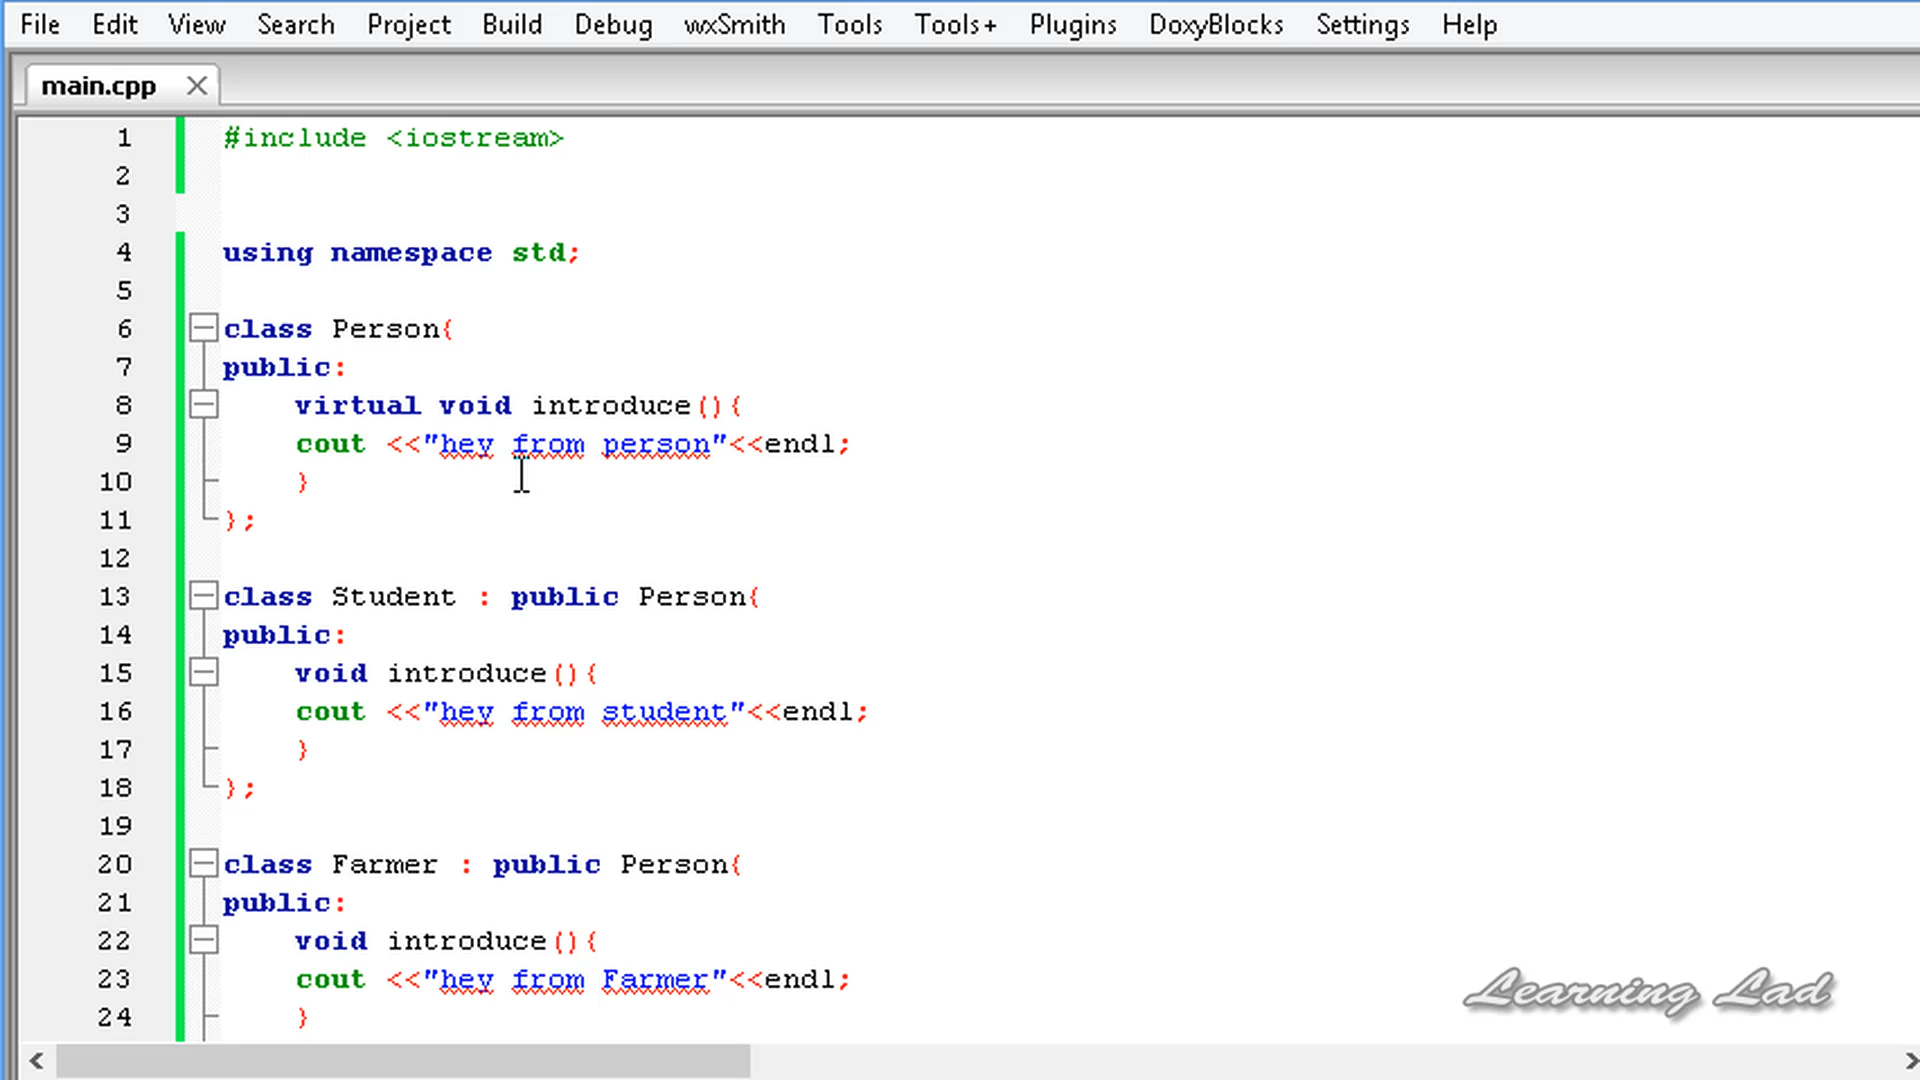 File Edit View Search Project Build Debug wxSmith Tools Tools+ Plugins DoxyBlocks Settings Help
main.cpp
1 #include <iostream>
2
3
4 using namespace std;
5
6 class Person{
7 public:
8     virtual void introduce(){
9     cout <<"hey from person"<<endl;
10     }
11 };
12
13 class Student : public Person{
14 public:
15     void introduce(){
16     cout <<"hey from student"<<endl;
17     }
18 };
19
20 class Farmer : public Person{
21 public:
22     void introduce(){
23     cout <<"hey from Farmer"<<endl;
24     }
Learning Lad